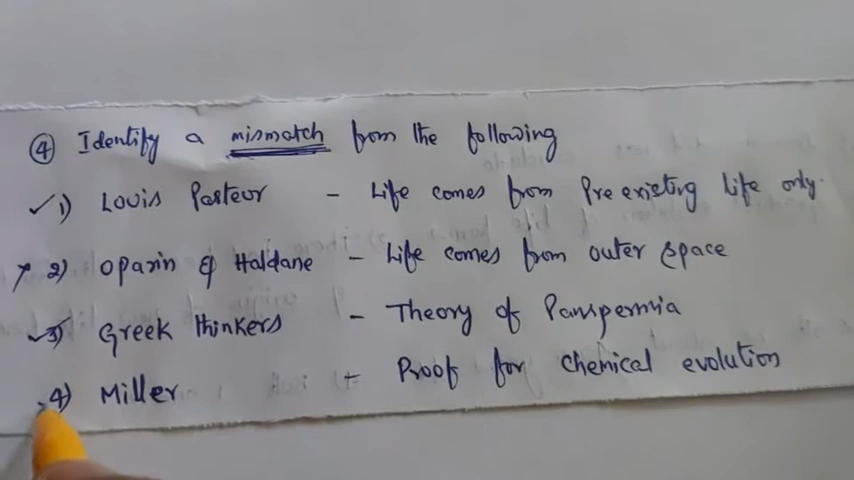 ④ Identify a mismatch from the following
✓ 1) Louis Pasteur - Life comes from Pre existing life only.
✗ 2) Oparin & Haldane - Life comes from outer space
✓ 3) Greek thinkers - Theory of Panspermia
4) Miller - Proof for chemical evolution